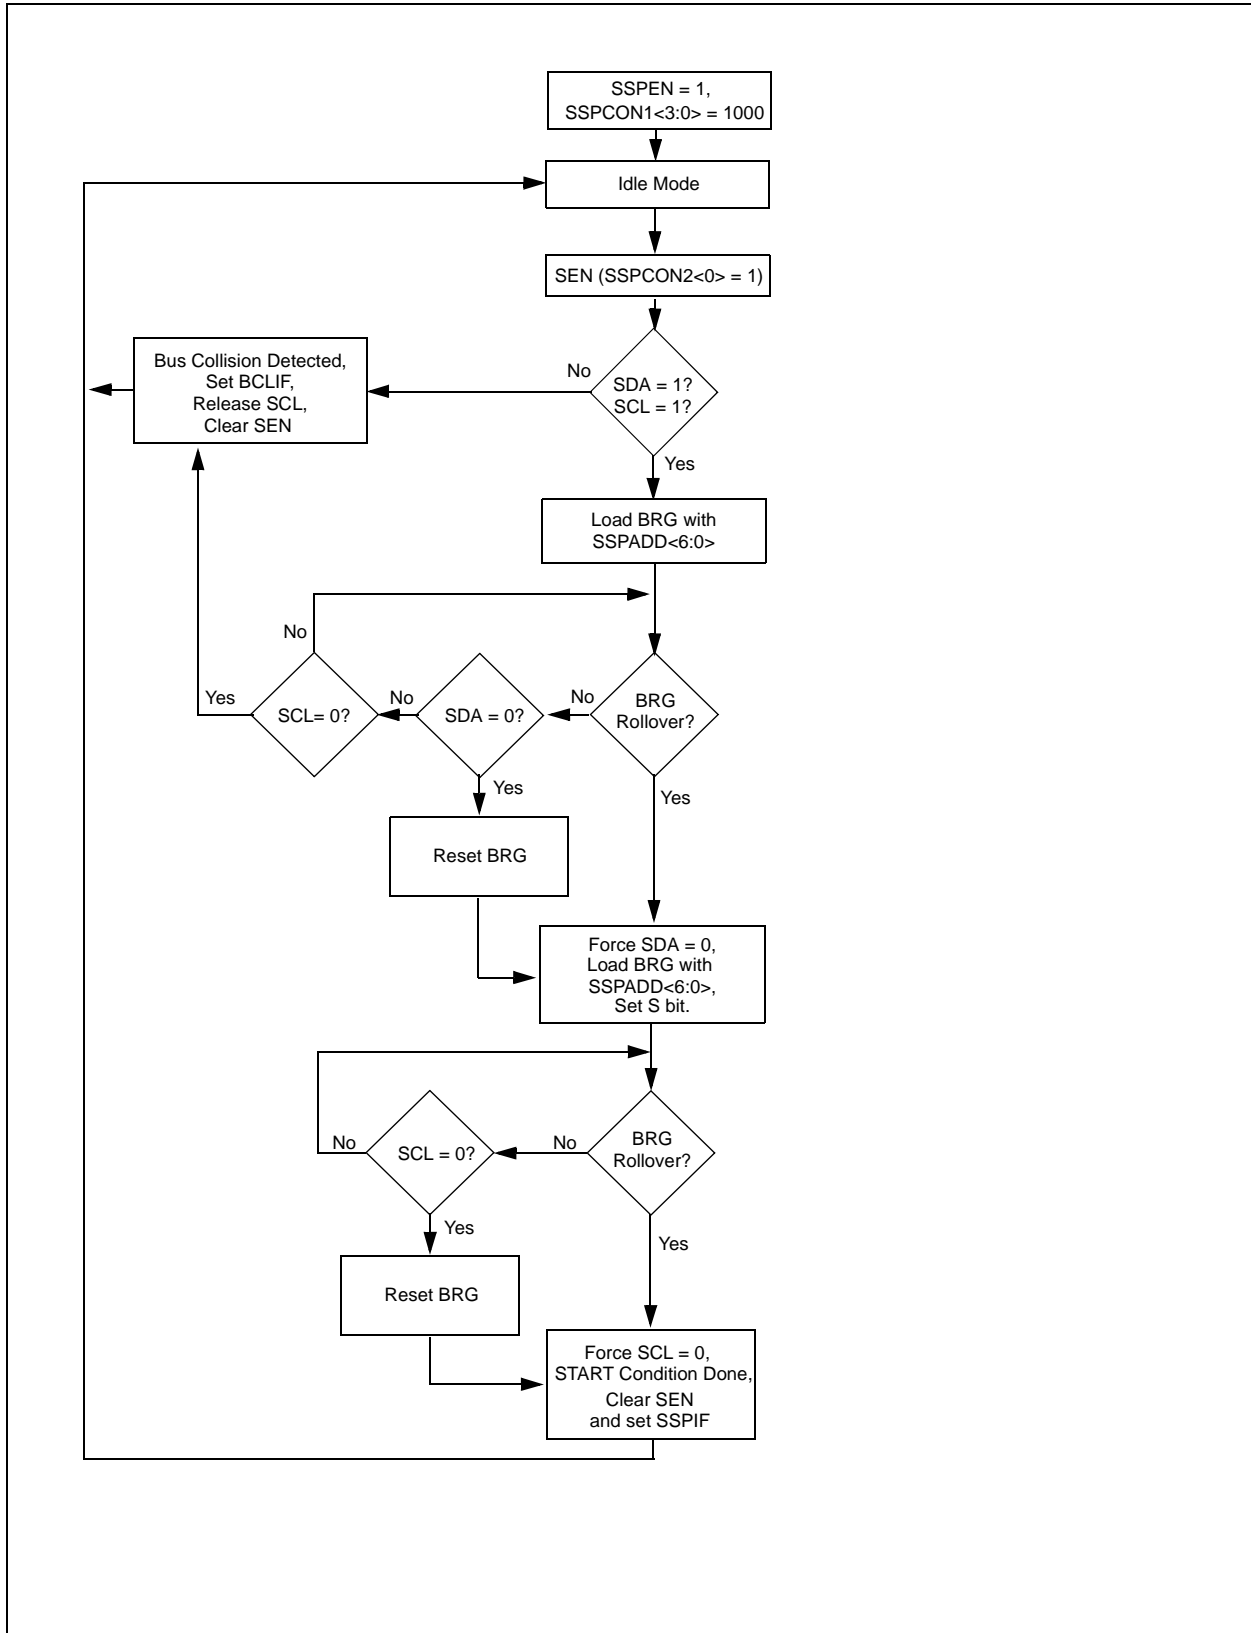 SSPEN = 1,
SSPCON1<3:0> = 1000
Idle Mode
SEN (SSPCON2<0> = 1)
Bus Collision Detected,
Set BCLIF,
Release SCL,
Clear SEN
No
SDA = 1?
SCL = 1?
Yes
Load BRG with
SSPADD<6:0>
No
Yes
SCL= 0?
No
SDA = 0?
No
BRG
Rollover?
Yes
Yes
Reset BRG
Force SDA = 0,
Load BRG with
SSPADD<6:0>,
Set S bit.
No
SCL = 0?
No
BRG
Rollover?
Yes
Yes
Reset BRG
Force SCL = 0,
START Condition Done,
Clear SEN
and set SSPIF